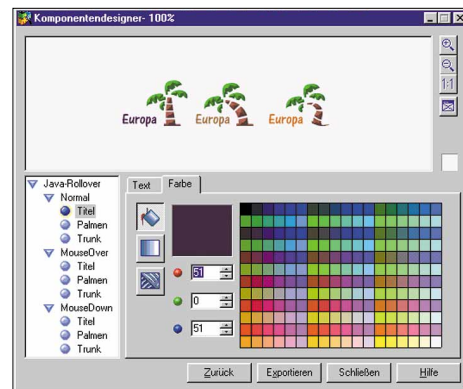 Komponentendesigner- 100%
Europa Europa Europa
1:1
Java-Rollover
Normal
Titel
Palmen
Trunk
MouseOver
Titel
Palmen
Trunk
MouseDown
Titel
Palmen
Trunk
Text Farbe
51
0
51
Zurück Exportieren Schließen Hilfe